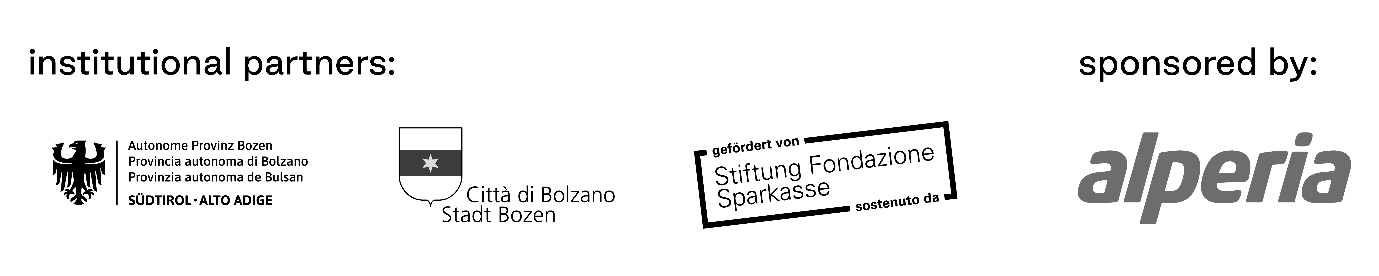 institutional partners:
sponsored by:
Autonome Provinz Bozen
Provincia autonoma di Bolzano
Provinzia autonoma de Bulsan
SÜDTIROL · ALTO ADIGE
Città di Bolzano
Stadt Bozen
gefördert von
Stiftung Fondazione
Sparkasse
sostenuto da
alperia